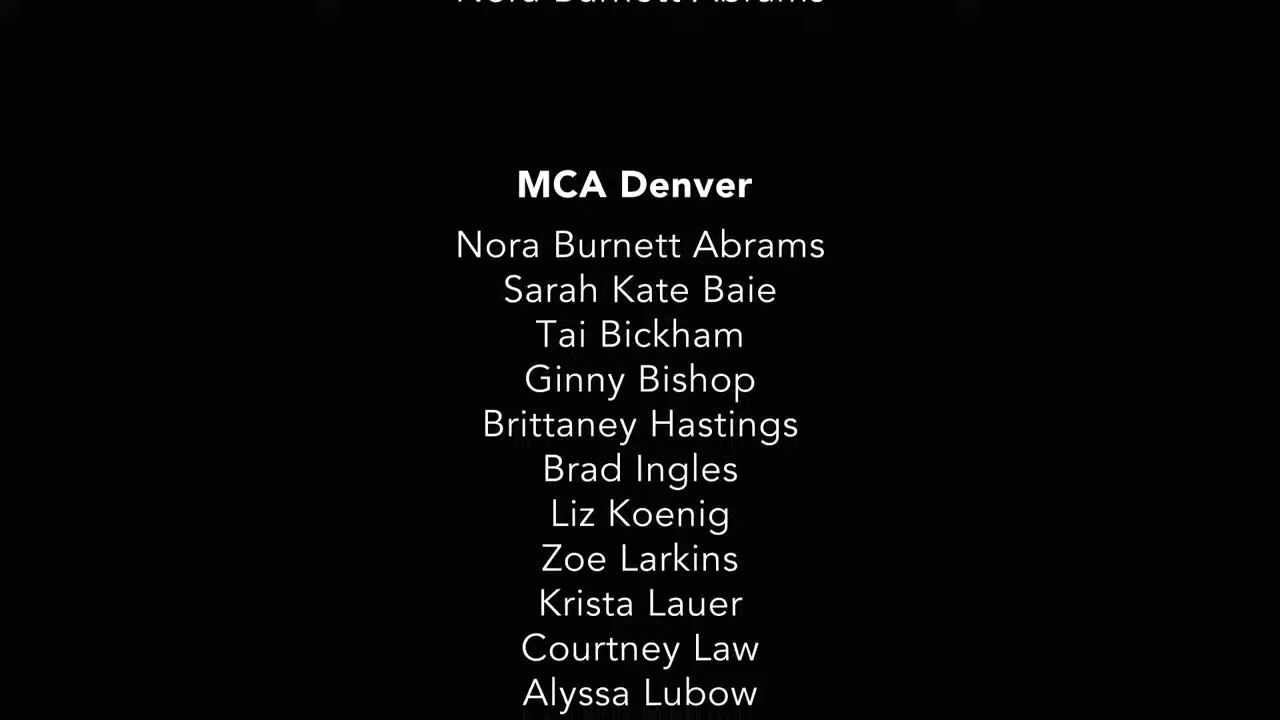 Nora Burnett Abrams
MCA Denver
Nora Burnett Abrams
Sarah Kate Baie
Tai Bickham
Ginny Bishop
Brittaney Hastings
Brad Ingles
Liz Koenig
Zoe Larkins
Krista Lauer
Courtney Law
Alyssa Lubow